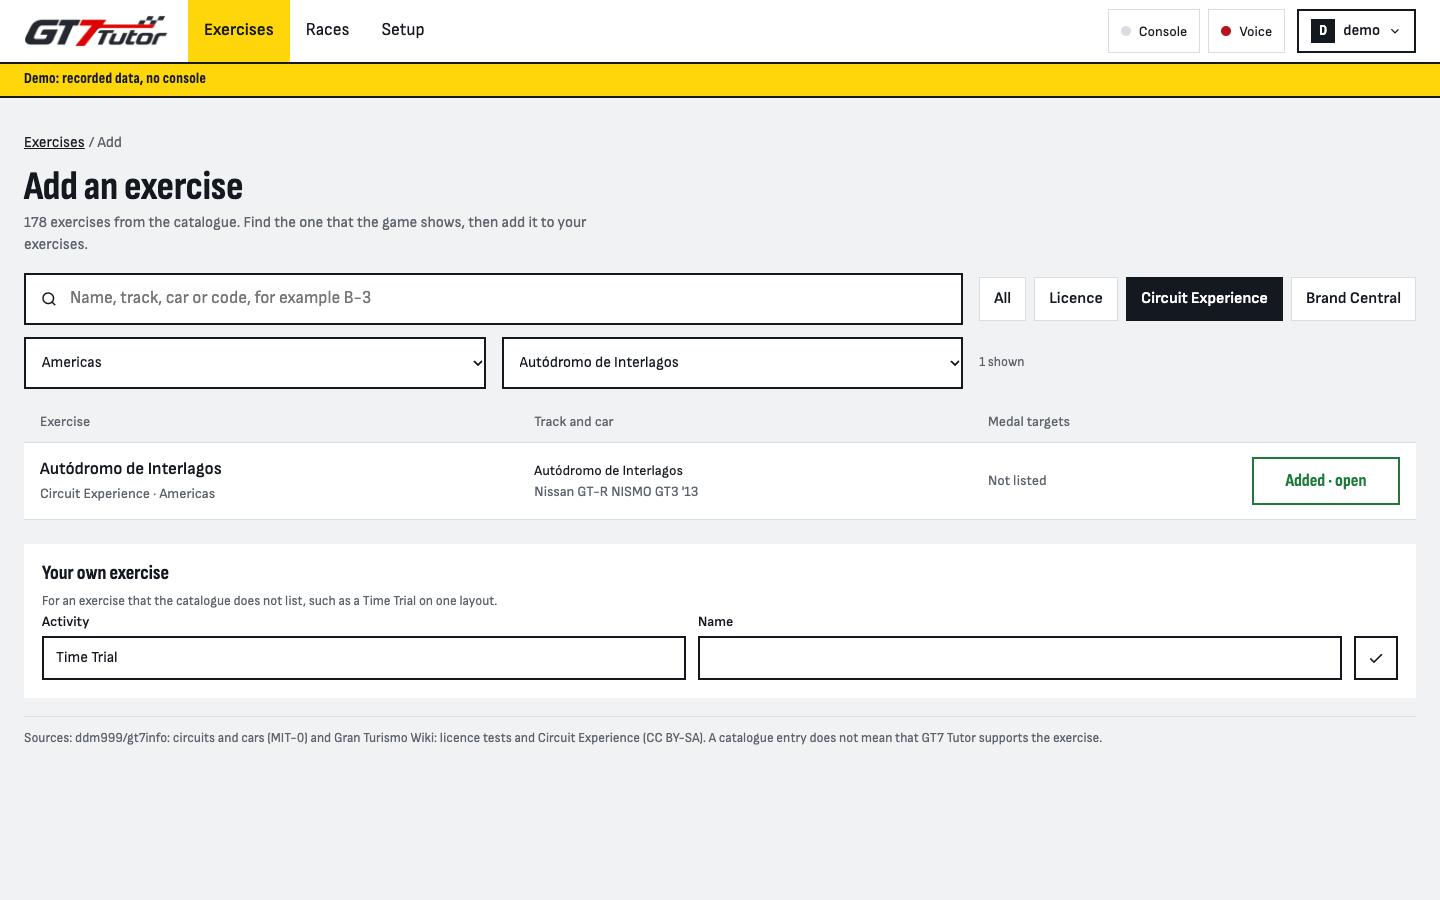 GT7 Tutor
Exercises
Races
Setup
Console
Voice
D
demo
Demo: recorded data, no console
Exercises / Add
Add an exercise
178 exercises from the catalogue. Find the one that the game shows, then add it to your
exercises.
Name, track, car or code, for example B-3
All
Licence
Circuit Experience
Brand Central
Americas
Autódromo de Interlagos
1 shown
Exercise
Track and car
Medal targets
Autódromo de Interlagos
Circuit Experience · Americas
Autódromo de Interlagos
Nissan GT-R NISMO GT3 '13
Not listed
Added · open
Your own exercise
For an exercise that the catalogue does not list, such as a Time Trial on one layout.
Activity
Name
Time Trial
Sources: ddm999/gt7info: circuits and cars (MIT-0) and Gran Turismo Wiki: licence tests and Circuit Experience (CC BY-SA). A catalogue entry does not mean that GT7 Tutor supports the exercise.